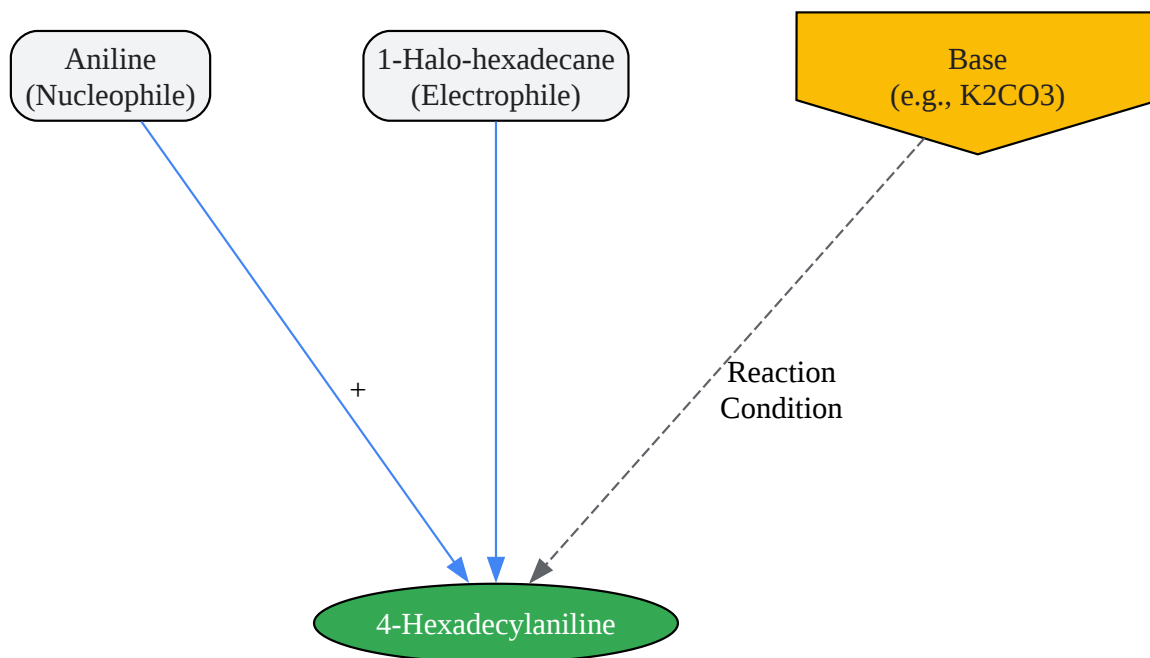 Aniline
(Nucleophile)
1-Halo-hexadecane
(Electrophile)
Base
(e.g., K2CO3)
+
Reaction
Condition
4-Hexadecylaniline